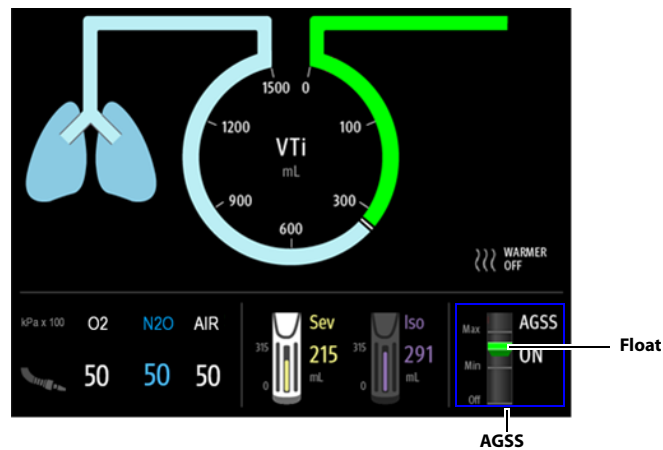 1500 0
1200
100
VTi
mL
900
300
600
WARMER
OFF
kPa x 100 O2 N2O AIR
50 50 50
Sev
315
215
mL
0
Iso
315
291
mL
0
Max
AGSS
ON
Min
Off
Float
AGSS